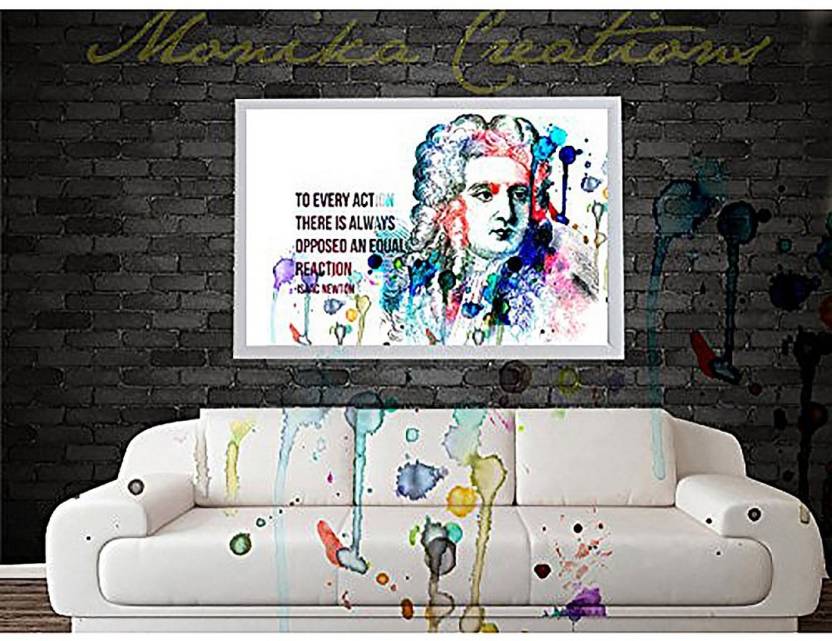 Monika Creations
TO EVERY ACTION
THERE IS ALWAYS
OPPOSED AN EQUAL
REACTION
-ISAAC NEWTON